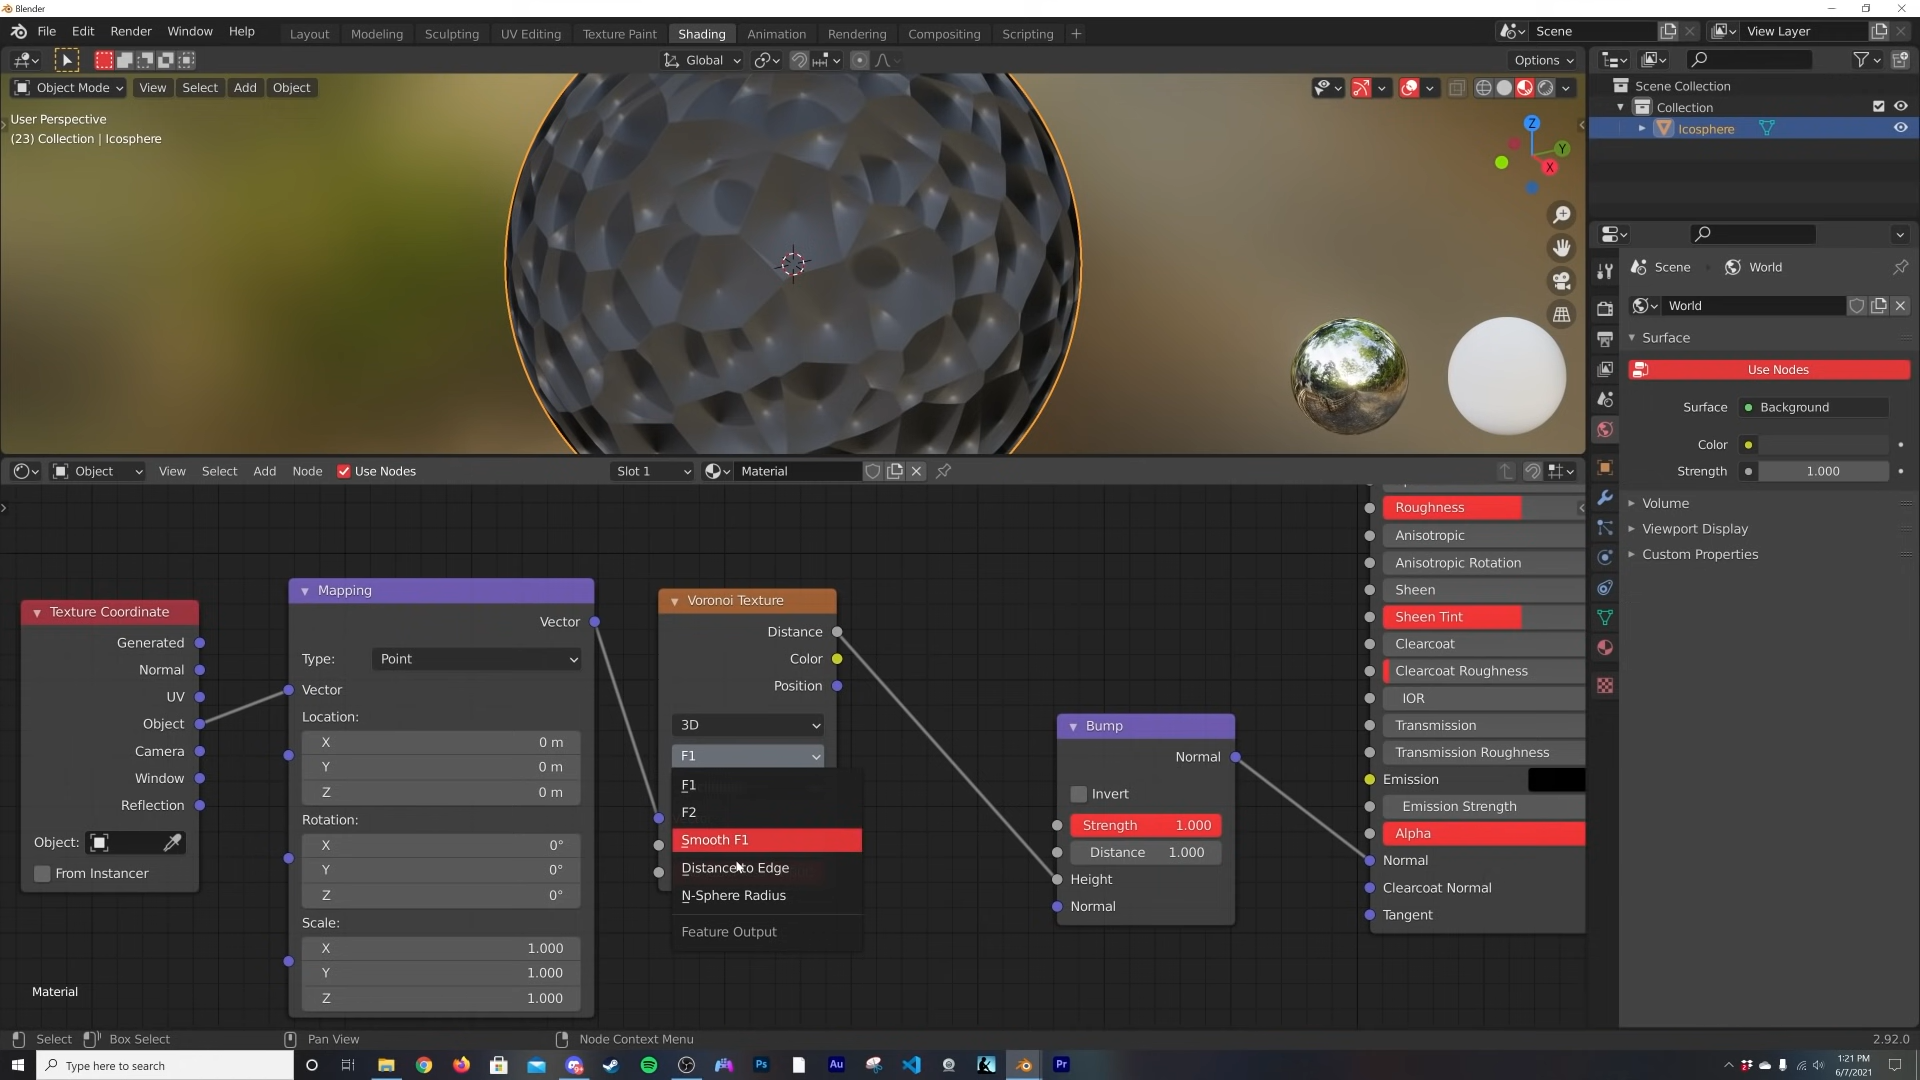 Blender
File Edit Render Window Help
Layout Modeling Sculpting UV Editing Texture Paint Shading Animation Rendering Compositing Scripting +
Scene View Layer
Global Options
Object Mode View Select Add Object
User Perspective
(23) Collection | Icosphere
Z
Y
X
Scene Collection
Collection
Icosphere
Scene World
World
Surface
Use Nodes
Surface Background
Color
Strength 1.000
Volume
Viewport Display
Custom Properties
Object View Select Add Node Use Nodes Slot 1 Material
Texture Coordinate
Generated
Normal
UV
Object
Camera
Window
Reflection
Object:
From Instancer
Mapping
Vector
Type: Point
Vector
Location:
X 0 m
Y 0 m
Z 0 m
Rotation:
X 0°
Y 0°
Z 0°
Scale:
X 1.000
Y 1.000
Z 1.000
Voronoi Texture
Distance
Color
Position
3D
F1
F1
F2
Smooth F1
Distance to Edge
N-Sphere Radius
Feature Output
Bump
Normal
Invert
Strength 1.000
Distance 1.000
Height
Normal
Roughness
Anisotropic
Anisotropic Rotation
Sheen
Sheen Tint
Clearcoat
Clearcoat Roughness
IOR
Transmission
Transmission Roughness
Emission
Emission Strength
Alpha
Normal
Clearcoat Normal
Tangent
Material
Select Box Select Pan View Node Context Menu 2.92.0
Type here to search
Ps Au Pr
1:21 PM
6/7/2021